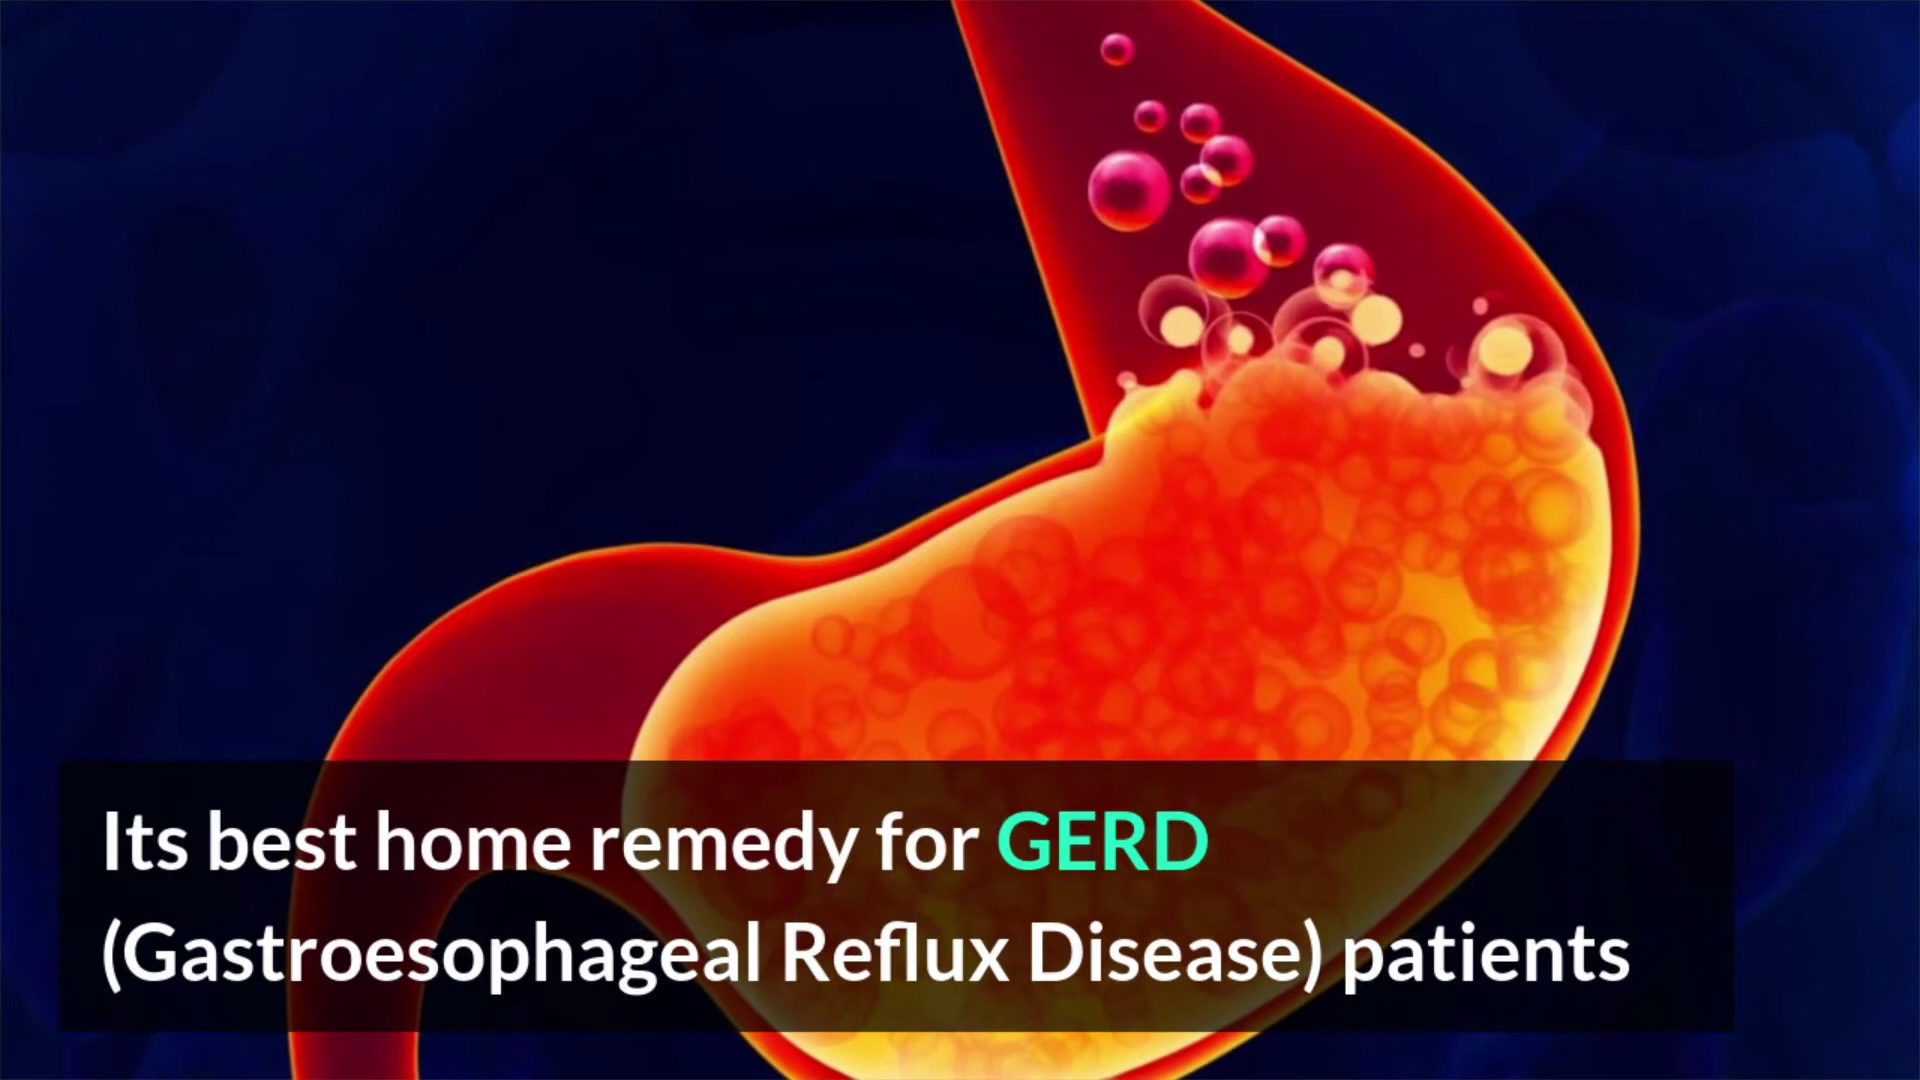 Its best home remedy for GERD
(Gastroesophageal Reflux Disease) patients